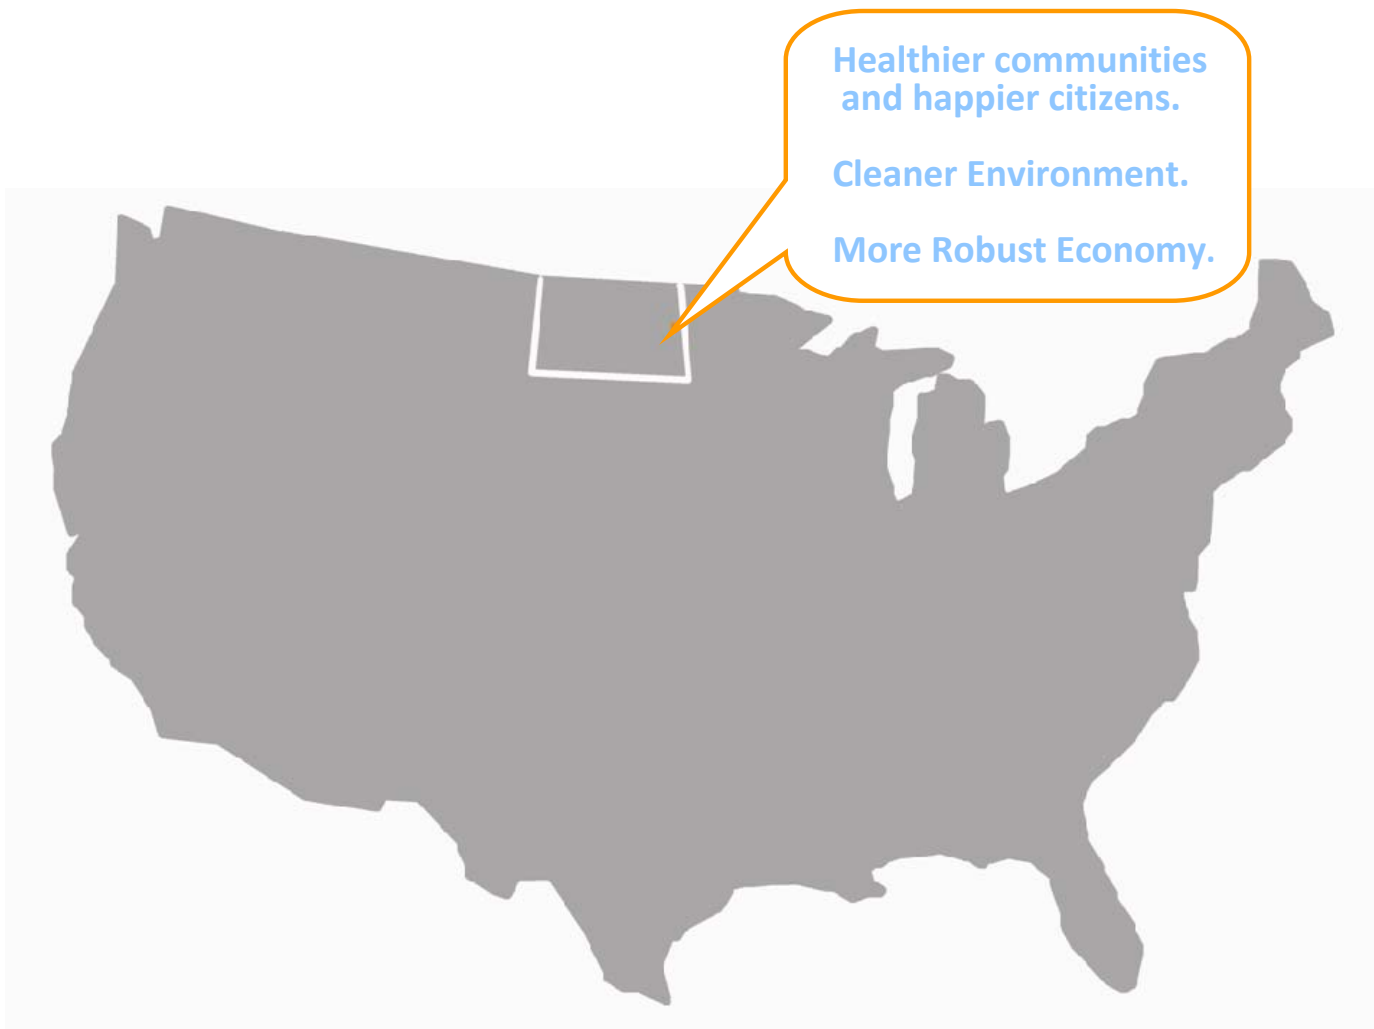 Healthier communities
and happier citizens.
Cleaner Environment.
More Robust Economy.